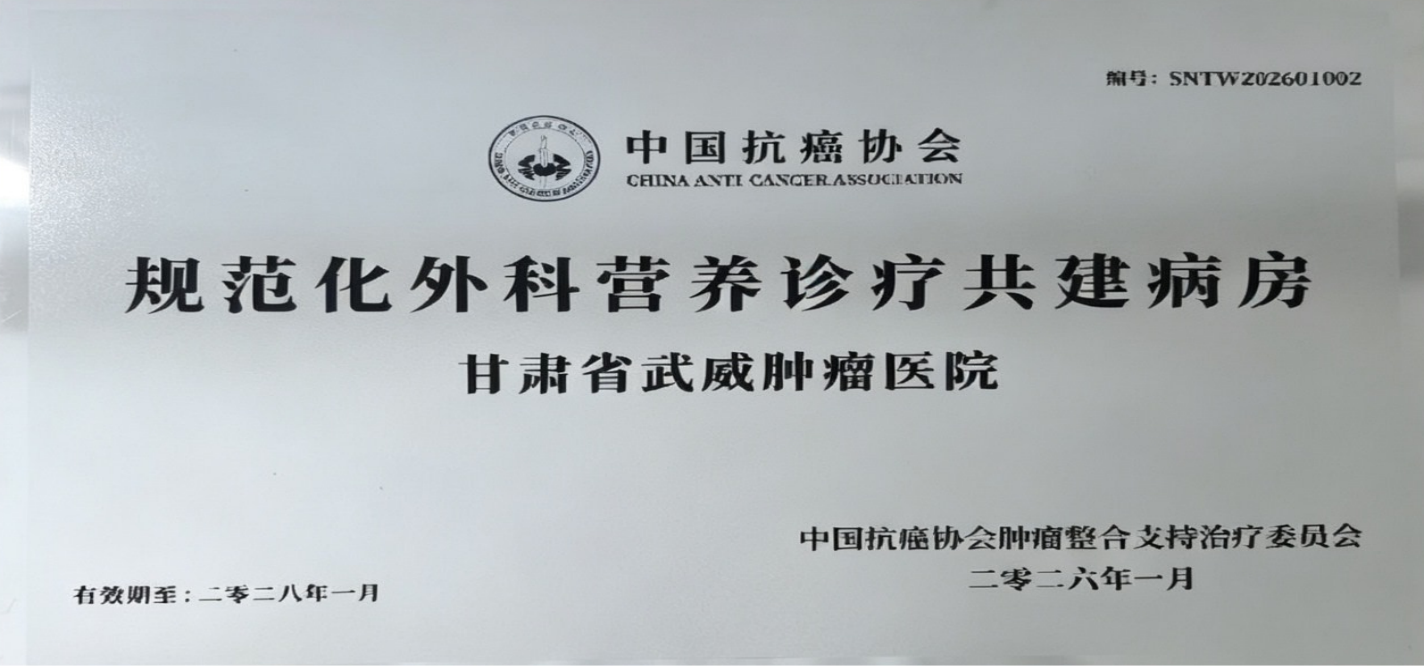 编号：SNTW202601002
中国抗癌协会
CHINA ANTI-CANCER ASSOCIATION
规范化外科营养诊疗共建病房
甘肃省武威肿瘤医院
中国抗癌协会肿瘤整合支持治疗委员会
二零二六年一月
有效期至：二零二八年一月